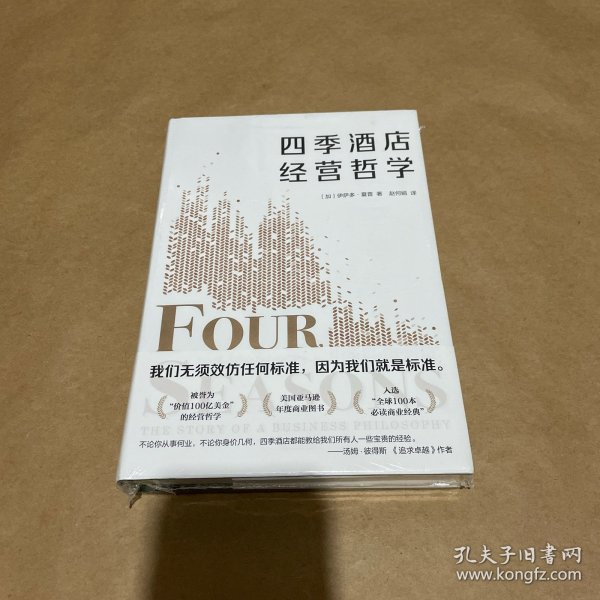 四季酒店
经营哲学
[加]伊伊多·夏普 著 赵何娟 译
FOUR
我们无须效仿任何标准，因为我们就是标准。
SEASONS
被誉为
“价值100亿美金”
的经营哲学
美国亚马逊
年度商业图书
入选
“全球100本
必读商业经典”
THE STORY OF A BUSINESS PHILOSOPHY
不论你从事何业，不论你身价几何，四季酒店都能教给我们所有人一些宝贵的经验。
——汤姆·彼得斯《追求卓越》作者
孔夫子旧书网
www.kongfz.com